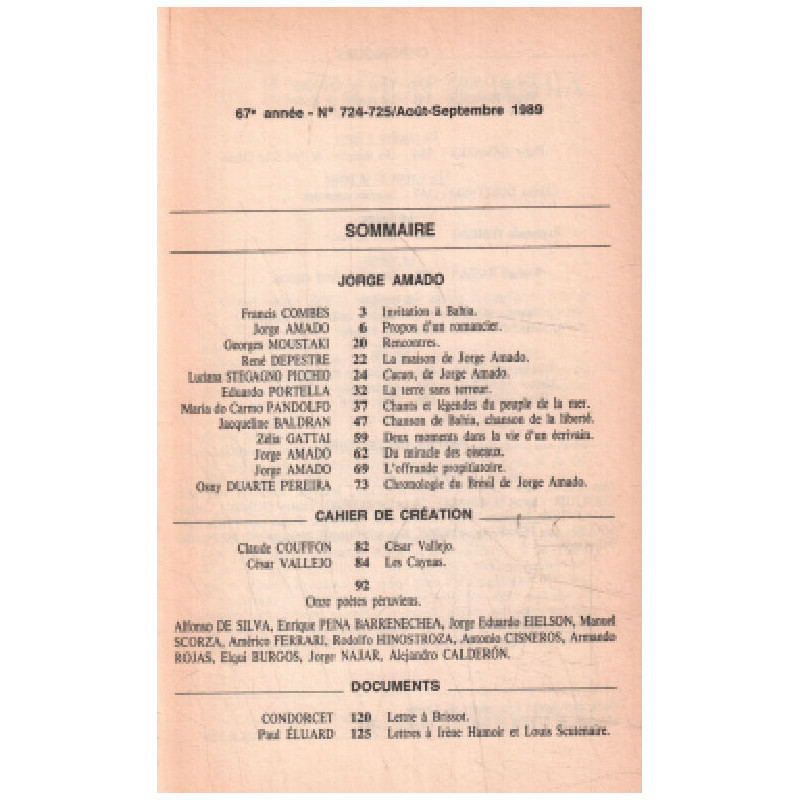 67e année - N° 724-725/Août-Septembre 1989
SOMMAIRE
JORGE AMADO
Francis COMBES 3 Invitation à Bahia.
Jorge AMADO 6 Propos d'un romancier.
Georges MOUSTAKI 20 Rencontres.
René DEPESTRE 22 La maison de Jorge Amado.
Luciana STEGAGNO PICCHIO 24 Cacao, de Jorge Amado.
Eduardo PORTELLA 32 La terre sans terreur.
Maria do Carmo PANDOLFO 37 Chants et légendes du peuple de la mer.
Jacqueline BALDRAN 47 Chanson de Bahia, chanson de la liberté.
Zélia GATTAI 59 Deux moments dans la vie d'un écrivain.
Jorge AMADO 62 Du miracle des oiseaux.
Jorge AMADO 69 L'offrande propitiatoire.
Osny DUARTE PEREIRA 73 Chronologie du Brésil de Jorge Amado.
CAHIER DE CRÉATION
Claude COUFFON 82 César Vallejo.
César VALLEJO 84 Les Caynas.
92
Onze poètes péruviens.
Alfonso DE SILVA, Enrique PENA BARRENECHEA, Jorge Eduardo EIELSON, Manuel
SCORZA, Américo FERRARI, Rodolfo HINOSTROZA, Antonio CISNEROS, Armando
ROJAS, Elqui BURGOS, Jorge NAJAR, Alejandro CALDERÓN.
DOCUMENTS
CONDORCET 120 Lettre à Brissot.
Paul ÉLUARD 125 Lettres à Irène Hamoir et Louis Scutenaire.